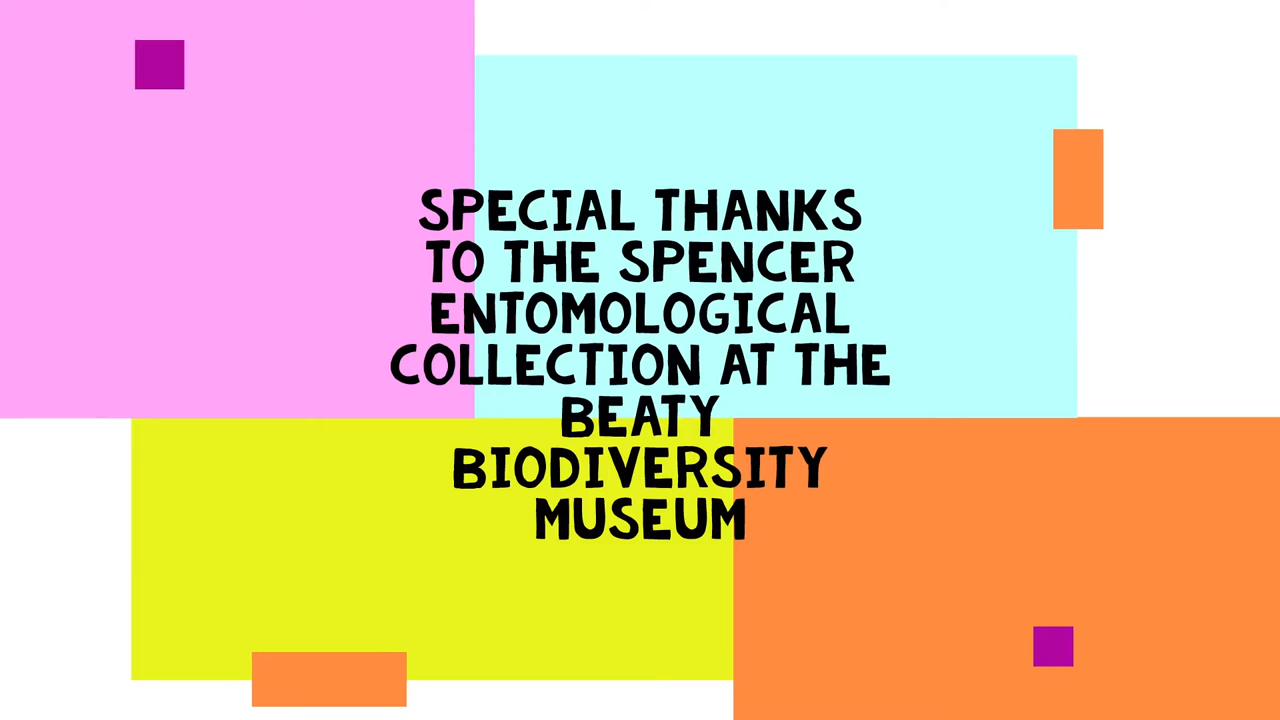 SPECIAL THANKS
TO THE SPENCER
ENTOMOLOGICAL
COLLECTION AT THE
BEATY
BIODIVERSITY
MUSEUM